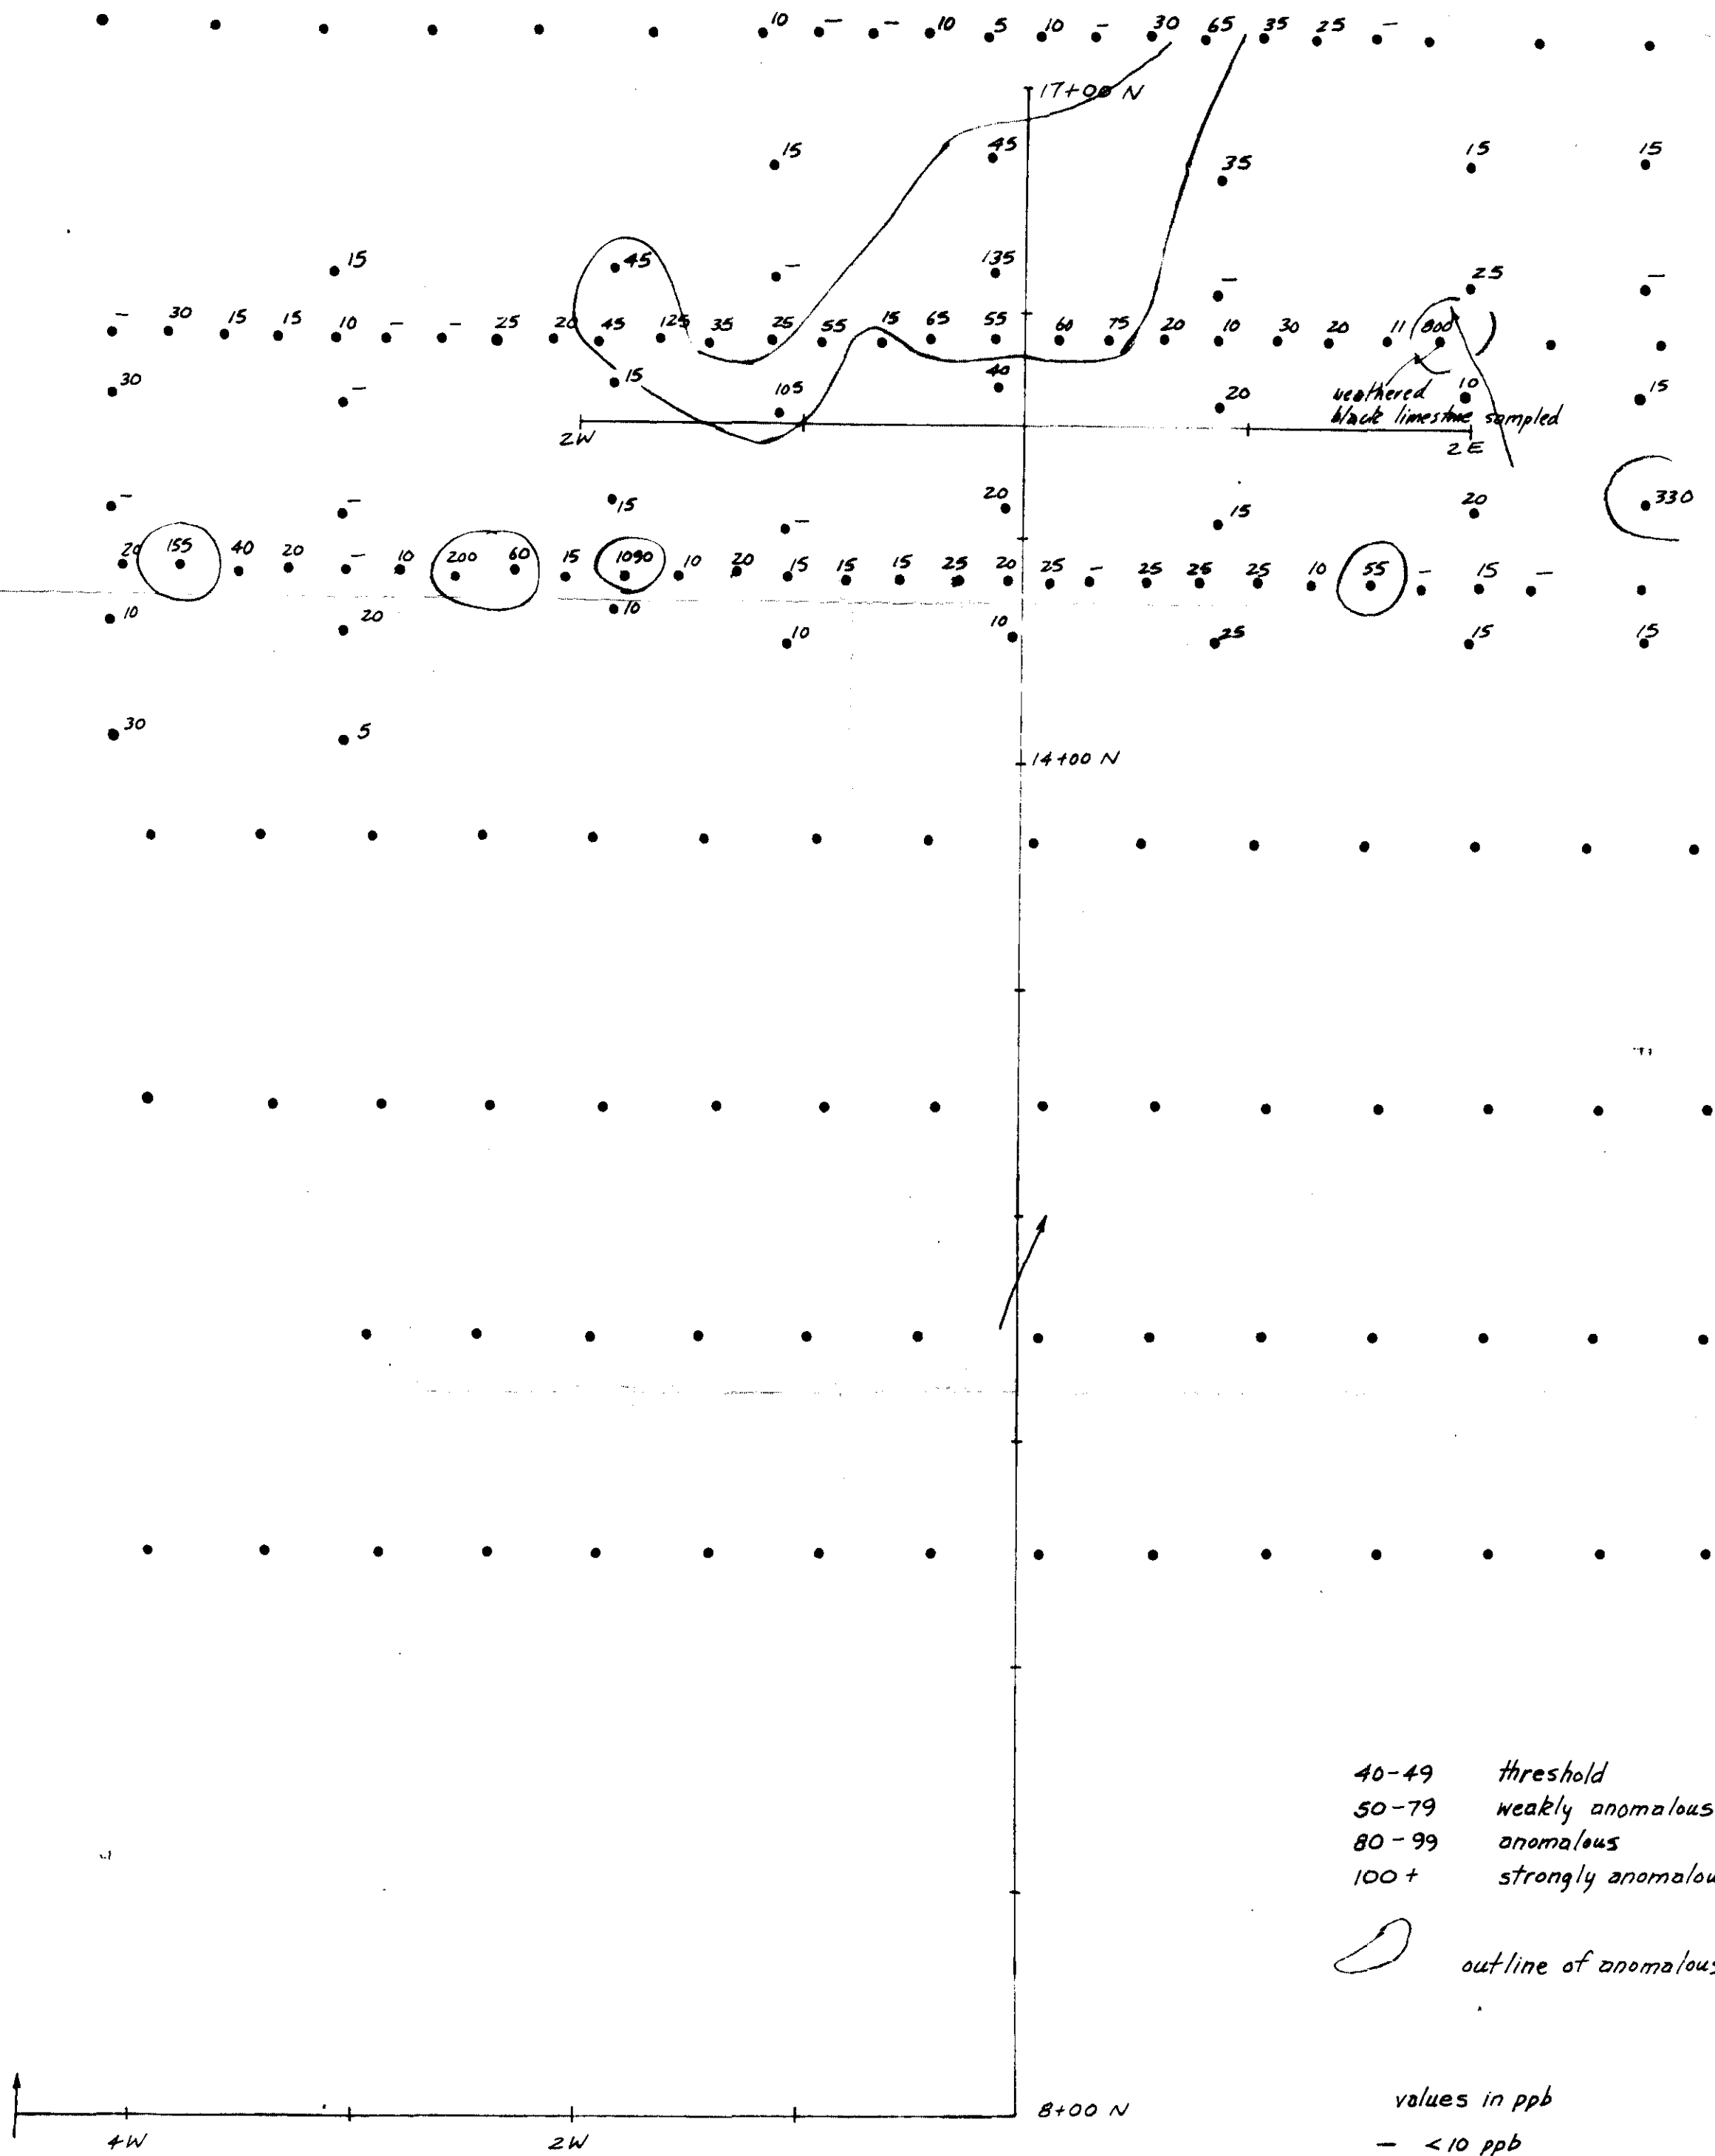 10 — — 10 5 10 — 30 65 35 25 —
17+00 N
15 45 35 15 15
15 45 — 135 — 25 —
— 30 15 15 10 — — 25 20 45 125 35 25 55 15 65 55 60 75 20 10 30 20 11 800
30 — 15 105 40 20 10 15
weathered
black limestone sampled
2W 2E
— — 15 — 20 15 20 330
20 155 40 20 — 10 200 60 15 1090 10 20 15 15 15 25 20 25 — 25 25 25 10 55 — 15 —
10 20 10 10 10 25 15 15
30 5
14+00 N
40-49 threshold
50-79 weakly anomalous
80-99 anomalous
100+ strongly anomalou
outline of anomalous
8+00 N
values in ppb
4W 2W
— <10 ppb